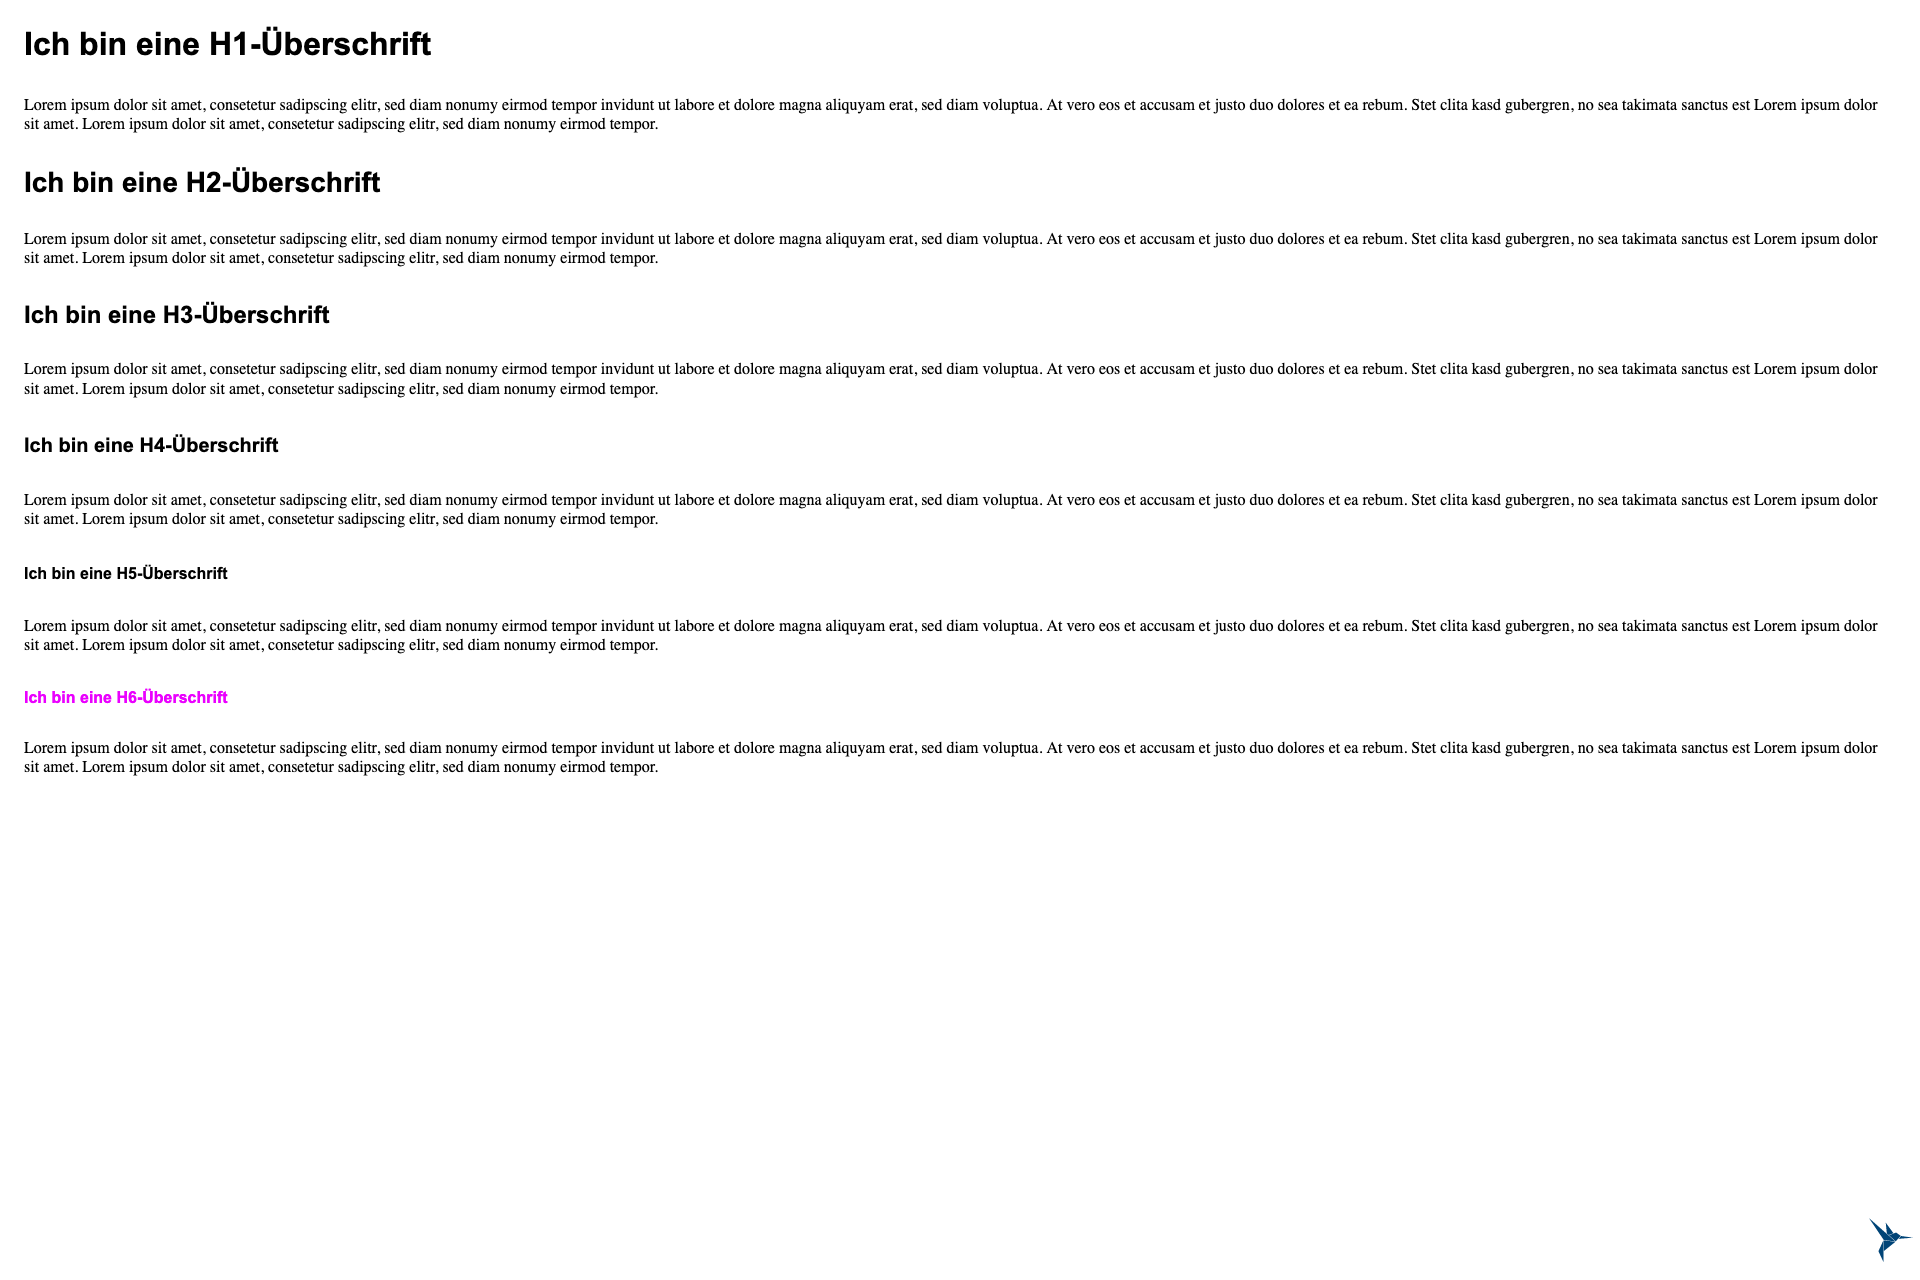 Ich bin eine H1-Überschrift
Lorem ipsum dolor sit amet, consetetur sadipscing elitr, sed diam nonumy eirmod tempor invidunt ut labore et dolore magna aliquyam erat, sed diam voluptua. At vero eos et accusam et justo duo dolores et ea rebum. Stet clita kasd gubergren, no sea takimata sanctus est Lorem ipsum dolor
sit amet. Lorem ipsum dolor sit amet, consetetur sadipscing elitr, sed diam nonumy eirmod tempor.
Ich bin eine H2-Überschrift
Lorem ipsum dolor sit amet, consetetur sadipscing elitr, sed diam nonumy eirmod tempor invidunt ut labore et dolore magna aliquyam erat, sed diam voluptua. At vero eos et accusam et justo duo dolores et ea rebum. Stet clita kasd gubergren, no sea takimata sanctus est Lorem ipsum dolor
sit amet. Lorem ipsum dolor sit amet, consetetur sadipscing elitr, sed diam nonumy eirmod tempor.
Ich bin eine H3-Überschrift
Lorem ipsum dolor sit amet, consetetur sadipscing elitr, sed diam nonumy eirmod tempor invidunt ut labore et dolore magna aliquyam erat, sed diam voluptua. At vero eos et accusam et justo duo dolores et ea rebum. Stet clita kasd gubergren, no sea takimata sanctus est Lorem ipsum dolor
sit amet. Lorem ipsum dolor sit amet, consetetur sadipscing elitr, sed diam nonumy eirmod tempor.
Ich bin eine H4-Überschrift
Lorem ipsum dolor sit amet, consetetur sadipscing elitr, sed diam nonumy eirmod tempor invidunt ut labore et dolore magna aliquyam erat, sed diam voluptua. At vero eos et accusam et justo duo dolores et ea rebum. Stet clita kasd gubergren, no sea takimata sanctus est Lorem ipsum dolor
sit amet. Lorem ipsum dolor sit amet, consetetur sadipscing elitr, sed diam nonumy eirmod tempor.
Ich bin eine H5-Überschrift
Lorem ipsum dolor sit amet, consetetur sadipscing elitr, sed diam nonumy eirmod tempor invidunt ut labore et dolore magna aliquyam erat, sed diam voluptua. At vero eos et accusam et justo duo dolores et ea rebum. Stet clita kasd gubergren, no sea takimata sanctus est Lorem ipsum dolor
sit amet. Lorem ipsum dolor sit amet, consetetur sadipscing elitr, sed diam nonumy eirmod tempor.
Ich bin eine H6-Überschrift
Lorem ipsum dolor sit amet, consetetur sadipscing elitr, sed diam nonumy eirmod tempor invidunt ut labore et dolore magna aliquyam erat, sed diam voluptua. At vero eos et accusam et justo duo dolores et ea rebum. Stet clita kasd gubergren, no sea takimata sanctus est Lorem ipsum dolor
sit amet. Lorem ipsum dolor sit amet, consetetur sadipscing elitr, sed diam nonumy eirmod tempor.